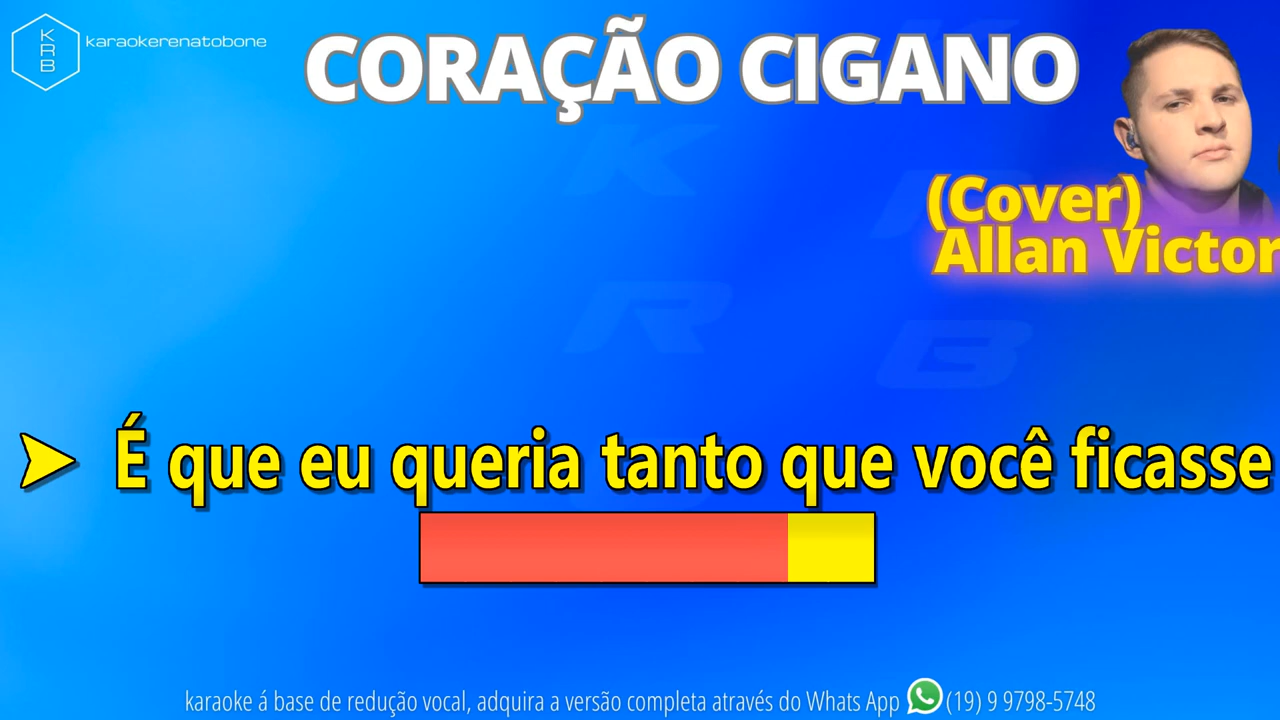 K
R
B
karaokerenatobone
CORAÇÃO CIGANO
(Cover)
Allan Victor
K
R
R
B
➤ É que eu queria tanto que você ficasse
karaoke á base de redução vocal, adquira a versão completa através do Whats App (19) 9 9798-5748